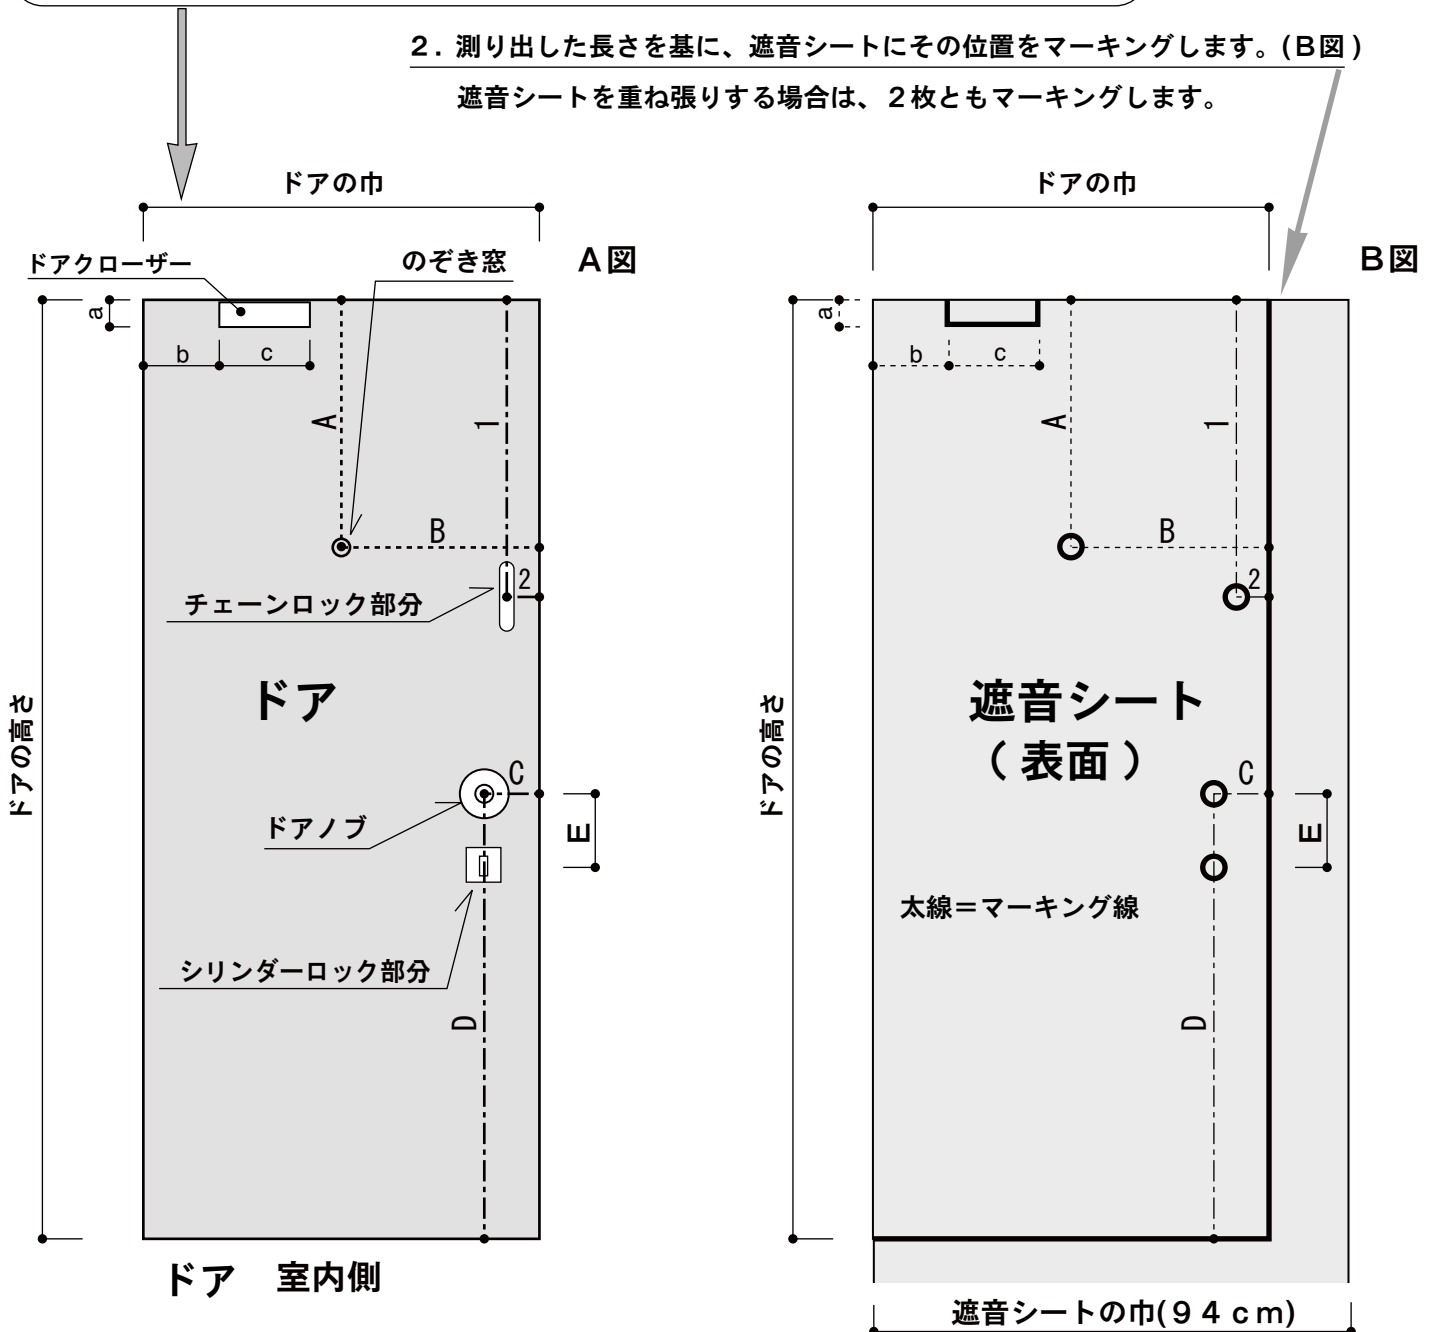 ２. 測り出した長さを基に、遮音シートにその位置をマーキングします。(Ｂ図)
遮音シートを重ね張りする場合は、２枚ともマーキングします。
ドアの巾
A図
ドアクローザー
のぞき窓
a
b
c
A
1
B
2
チェーンロック部分
ドア
ドアの高さ
C
ドアノブ
E
シリンダーロック部分
D
ドア 室内側
ドアの巾
B図
a
b
c
A
1
B
2
遮音シート
（表面）
ドアの高さ
C
E
太線＝マーキング線
D
遮音シートの巾(９４ｃｍ)